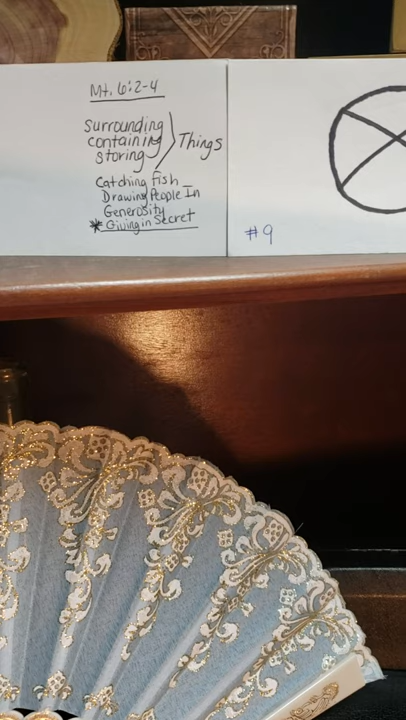 Mt. 6:2-4
Surrounding
containing
storing
Things
Catching Fish
Drawing People In
Generosity
* Giving in Secret
#9